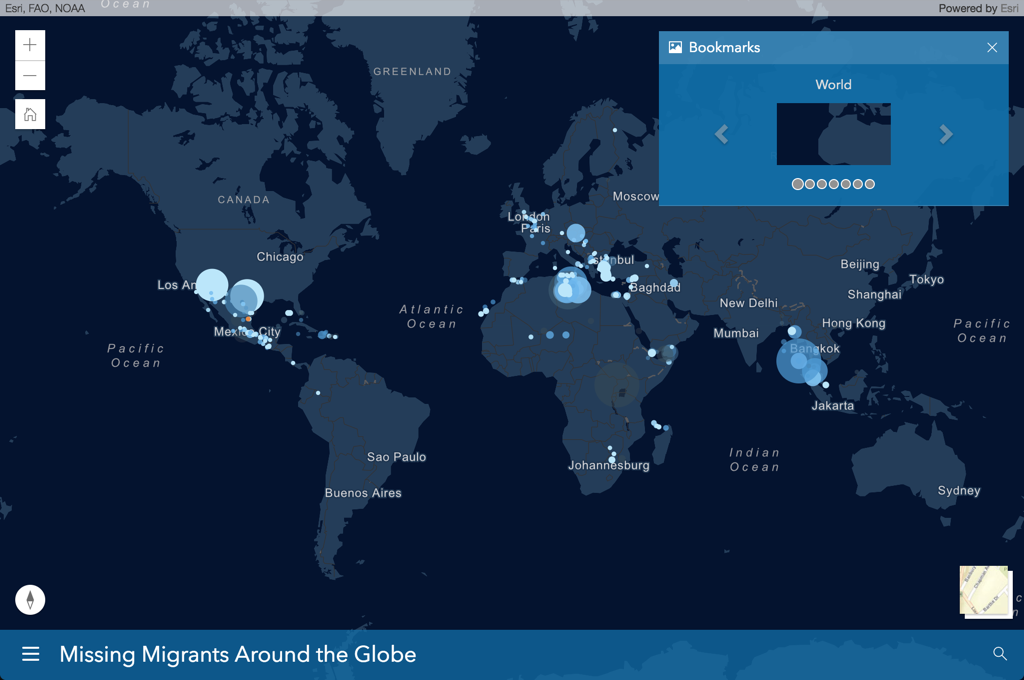 Esri, FAO, NOAA
Ocean
Powered by Esri
Bookmarks
World
GREENLAND
CANADA
Moscow
London
Paris
Istanbul
Chicago
Los An
Baghdad
Beijing
Tokyo
Shanghai
New Delhi
Hong Kong
Mumbai
Bangkok
Mexico City
Atlantic
Ocean
Pacific
Ocean
Pacific
Ocean
Jakarta
Indian
Ocean
Johannesburg
Sao Paulo
Buenos Aires
Sydney
Missing Migrants Around the Globe